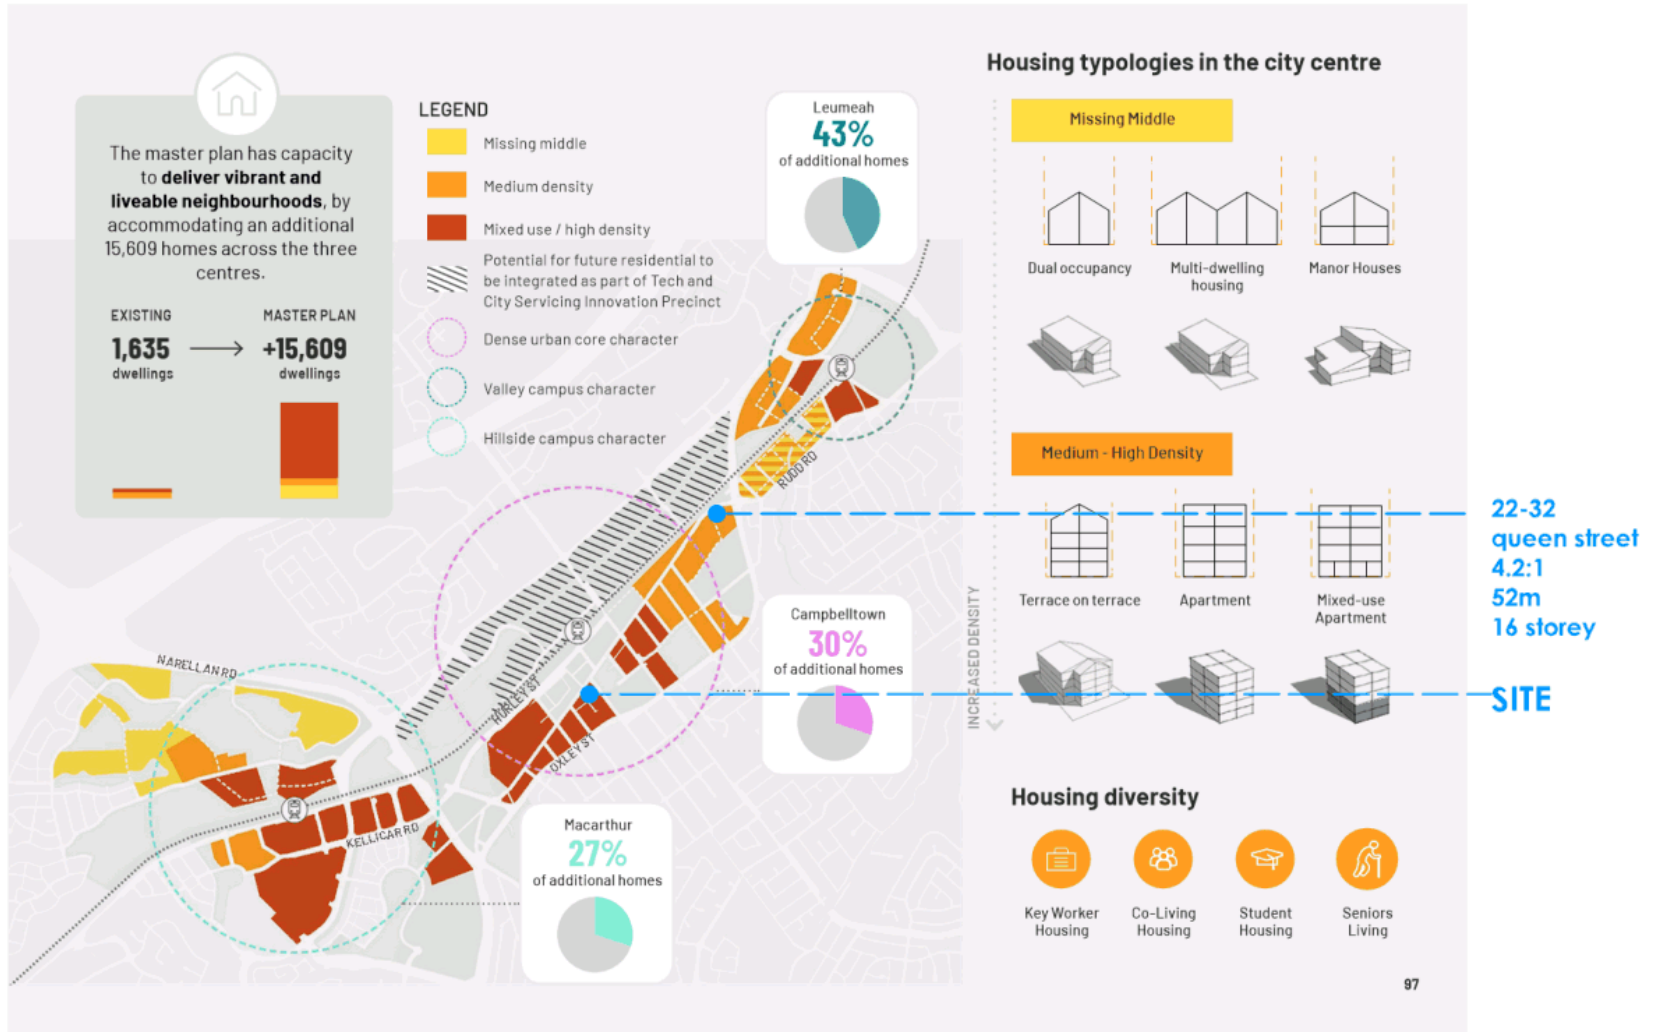 The master plan has capacity
to deliver vibrant and
liveable neighbourhoods, by
accommodating an additional
15,609 homes across the three
centres.
EXISTING
MASTER PLAN
1,635
+15,609
dwellings
dwellings
LEGEND
Missing middle
Medium density
Mixed use / high density
Potential for future residential to
be integrated as part of Tech and
City Servicing Innovation Precinct
Dense urban core character
Valley campus character
Hillside campus character
Leumeah
43%
of additional homes
RUDD RD
Campbelltown
30%
of additional homes
NARELLAN RD
HURLEY ST
OXLEY ST
KELLICAR RD
Macarthur
27%
of additional homes
Housing typologies in the city centre
Missing Middle
Dual occupancy
Multi-dwelling
housing
Manor Houses
Medium - High Density
Terrace on terrace
Apartment
Mixed-use
Apartment
INCREASED DENSITY
Housing diversity
Key Worker
Housing
Co-Living
Housing
Student
Housing
Seniors
Living
97
22-32
queen street
4.2:1
52m
16 storey
SITE